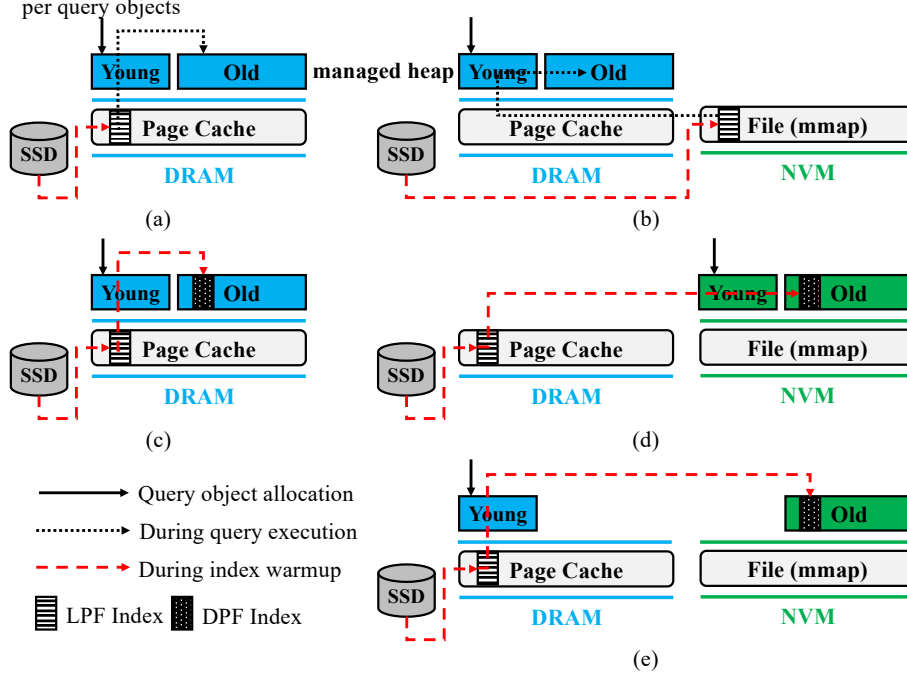 per query objects
Young Old managed heap Young Old
SSD Page Cache Page Cache File (mmap)
DRAM DRAM NVM
SSD
(a) (b)
Young Old Young Old
SSD Page Cache SSD Page Cache File (mmap)
DRAM DRAM NVM
(c) (d)
Query object allocation
During query execution
During index warmup
LPF Index DPF Index
Young Old
SSD Page Cache File (mmap)
DRAM NVM
(e)